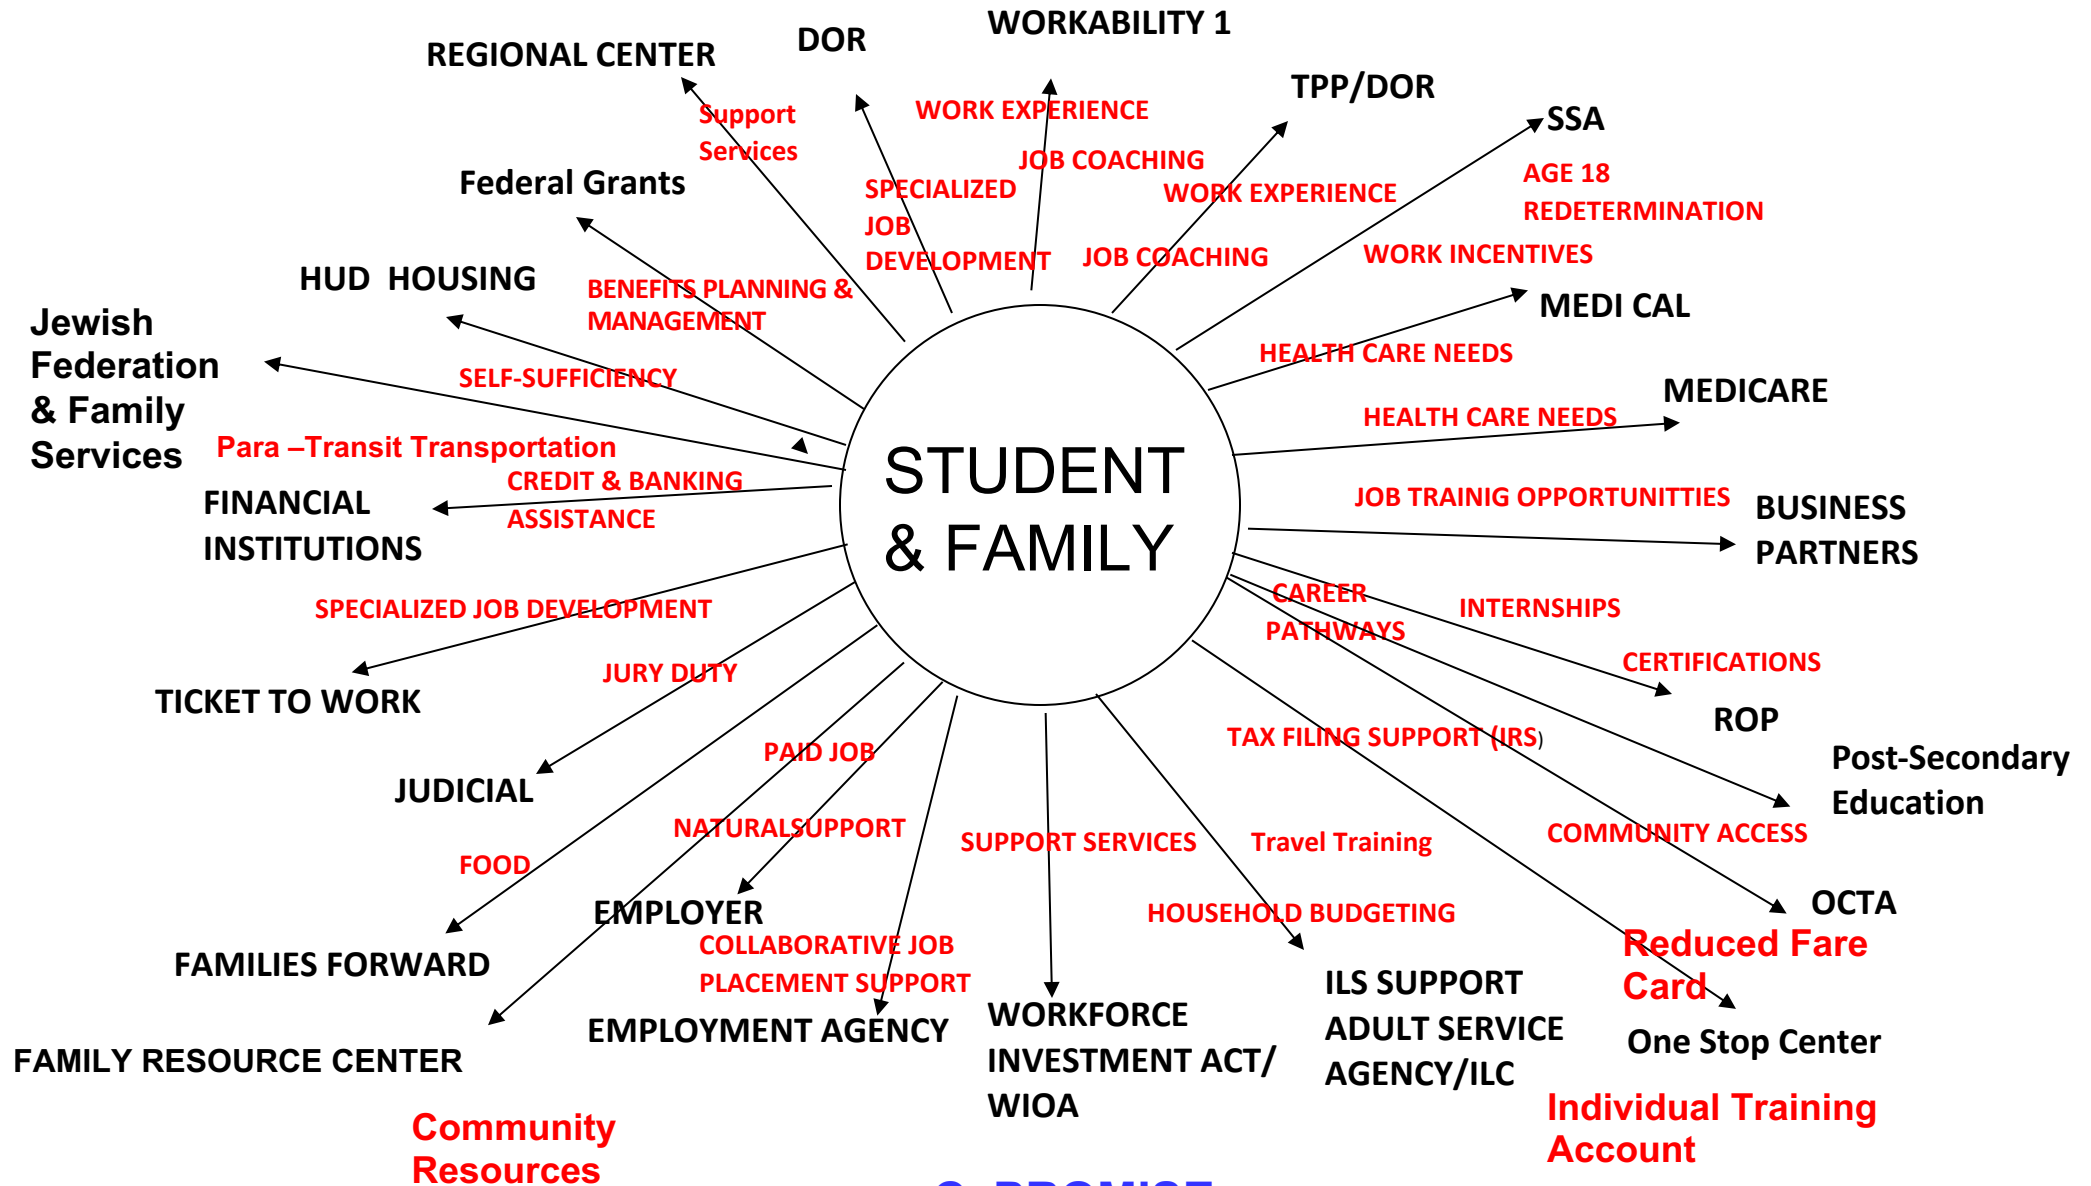 WORKABILITY 1
DOR
REGIONAL CENTER
TPP/DOR
SSA
WORK EXPERIENCE
Support
Services
JOB COACHING
AGE 18
REDETERMINATION
Federal Grants
SPECIALIZED
JOB
DEVELOPMENT
WORK EXPERIENCE
JOB COACHING
WORK INCENTIVES
HUD HOUSING
BENEFITS PLANNING &
MANAGEMENT
MEDI CAL
Jewish
Federation
& Family
Services
HEALTH CARE NEEDS
SELF-SUFFICIENCY
MEDICARE
HEALTH CARE NEEDS
Para –Transit Transportation
STUDENT
& FAMILY
CREDIT & BANKING
ASSISTANCE
FINANCIAL
INSTITUTIONS
JOB TRAINIG OPPORTUNITTIES
BUSINESS
PARTNERS
SPECIALIZED JOB DEVELOPMENT
CAREER
PATHWAYS
INTERNSHIPS
JURY DUTY
CERTIFICATIONS
TICKET TO WORK
ROP
PAID JOB
TAX FILING SUPPORT (IRS)
Post-Secondary
Education
JUDICIAL
NATURALSUPPORT
SUPPORT SERVICES
Travel Training
COMMUNITY ACCESS
FOOD
EMPLOYER
HOUSEHOLD BUDGETING
OCTA
COLLABORATIVE JOB
PLACEMENT SUPPORT
Reduced Fare
Card
FAMILIES FORWARD
ILS SUPPORT
ADULT SERVICE
AGENCY/ILC
EMPLOYMENT AGENCY
WORKFORCE
INVESTMENT ACT/
WIOA
One Stop Center
FAMILY RESOURCE CENTER
Individual Training
Account
Community
Resources
PROMISE